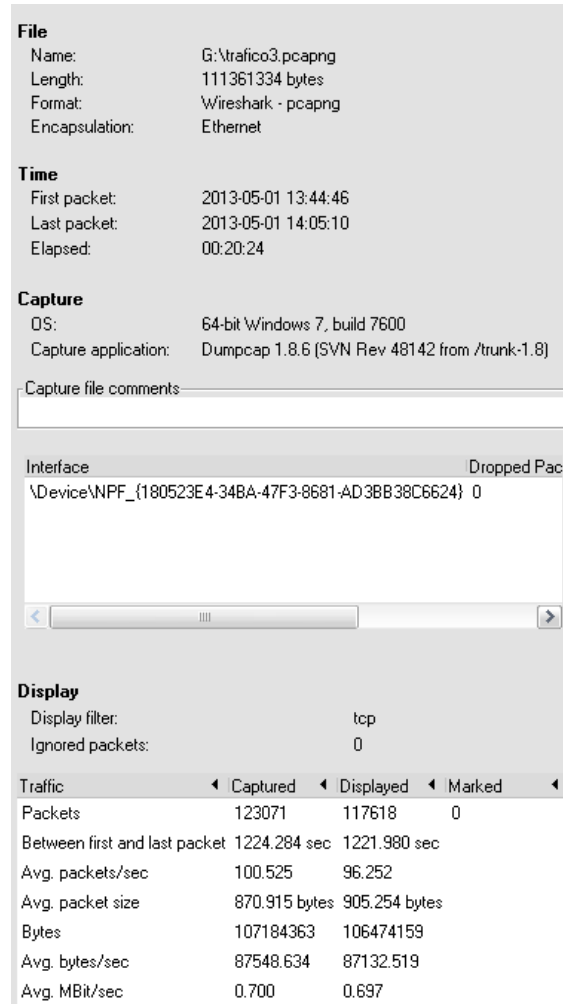 File
Name: G:\trafico3.pcapng
Length: 111361334 bytes
Format: Wireshark - pcapng
Encapsulation: Ethernet
Time
First packet: 2013-05-01 13:44:46
Last packet: 2013-05-01 14:05:10
Elapsed: 00:20:24
Capture
OS: 64-bit Windows 7, build 7600
Capture application: Dumpcap 1.8.6 (SVN Rev 48142 from /trunk-1.8)
Capture file comments
Interface Dropped Pac
\Device\NPF_{180523E4-34BA-47F3-8681-AD3BB38C6624} 0
Display
Display filter: tcp
Ignored packets: 0
Traffic Captured Displayed Marked
Packets 123071 117618 0
Between first and last packet 1224.284 sec 1221.980 sec
Avg. packets/sec 100.525 96.252
Avg. packet size 870.915 bytes 905.254 bytes
Bytes 107184363 106474159
Avg. bytes/sec 87548.634 87132.519
Avg. MBit/sec 0.700 0.697